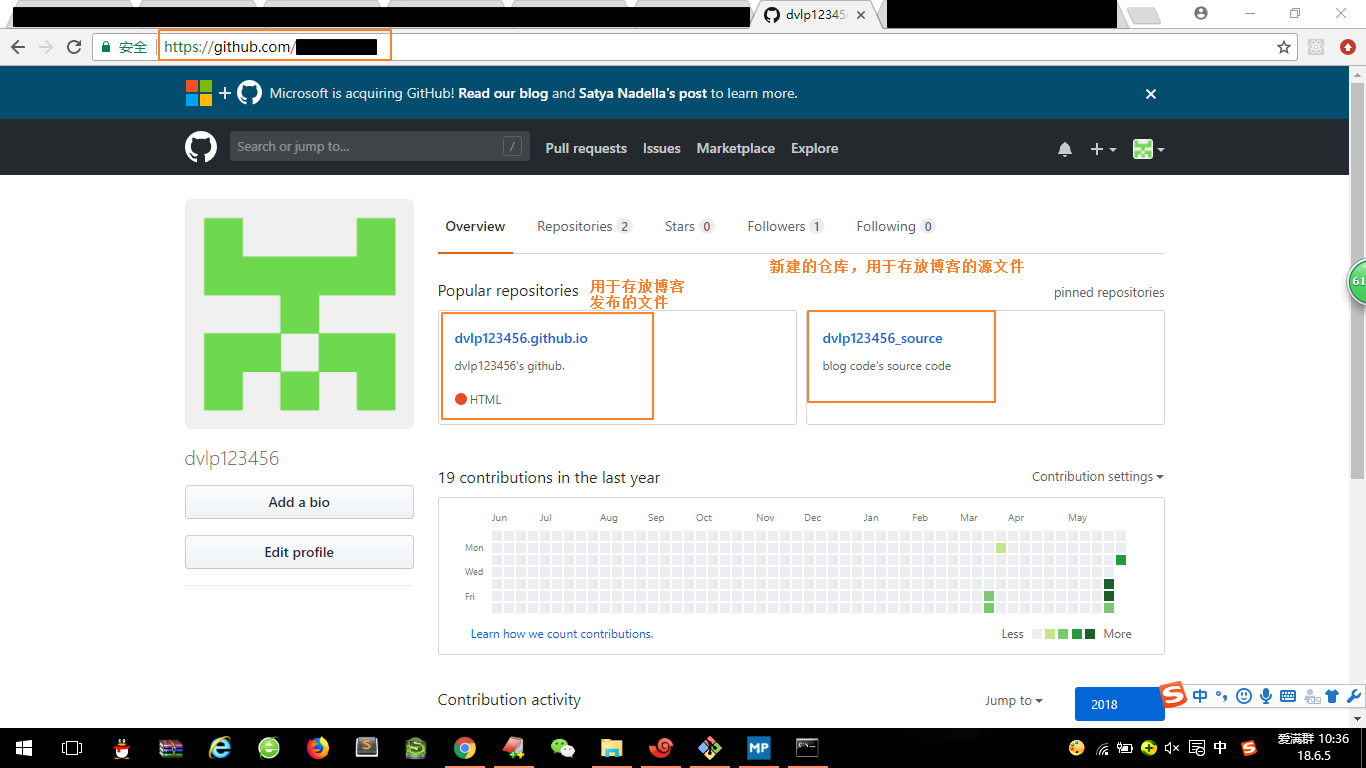 dvlp12345
安全
https://github.com/
Microsoft is acquiring GitHub! Read our blog and Satya Nadella's post to learn more.
Search or jump to...
/
Pull requests
Issues
Marketplace
Explore
Overview
Repositories 2
Stars 0
Followers 1
Following 0
新建的仓库，用于存放博客的源文件
Popular repositories
用于存放博客
发布的文件
pinned repositories
dvlp123456.github.io
dvlp123456's github.
HTML
dvlp123456_source
blog code's source code
dvlp123456
Add a bio
Edit profile
19 contributions in the last year
Contribution settings
Jun Jul Aug Sep Oct Nov Dec Jan Feb Mar Apr May
Mon
Wed
Fri
Learn how we count contributions.
Less
More
Contribution activity
Jump to
2018
61
S 中
MP
中
S
爱满群 10:36
18.6.5